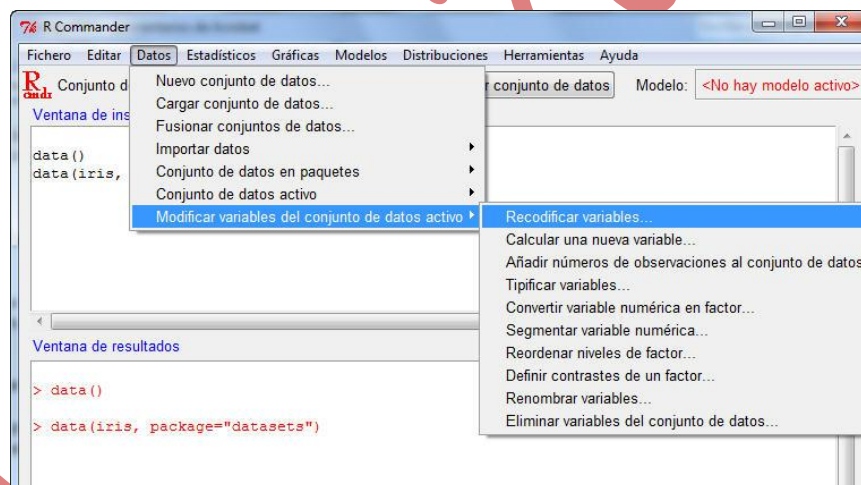 R Commander
Fichero Editar Datos Estadísticos Gráficas Modelos Distribuciones Herramientas Ayuda
R cmdr Conjunto d
r conjunto de datos Modelo: <No hay modelo activo>
Nuevo conjunto de datos...
Cargar conjunto de datos...
Fusionar conjuntos de datos...
Importar datos
Conjunto de datos en paquetes
Conjunto de datos activo
Modificar variables del conjunto de datos activo
Recodificar variables...
Calcular una nueva variable...
Añadir números de observaciones al conjunto de datos
Tipificar variables...
Convertir variable numérica en factor...
Segmentar variable numérica...
Reordenar niveles de factor...
Definir contrastes de un factor...
Renombrar variables...
Eliminar variables del conjunto de datos...
Ventana de ins
data()
data(iris,
Ventana de resultados
> data()
> data(iris, package="datasets")